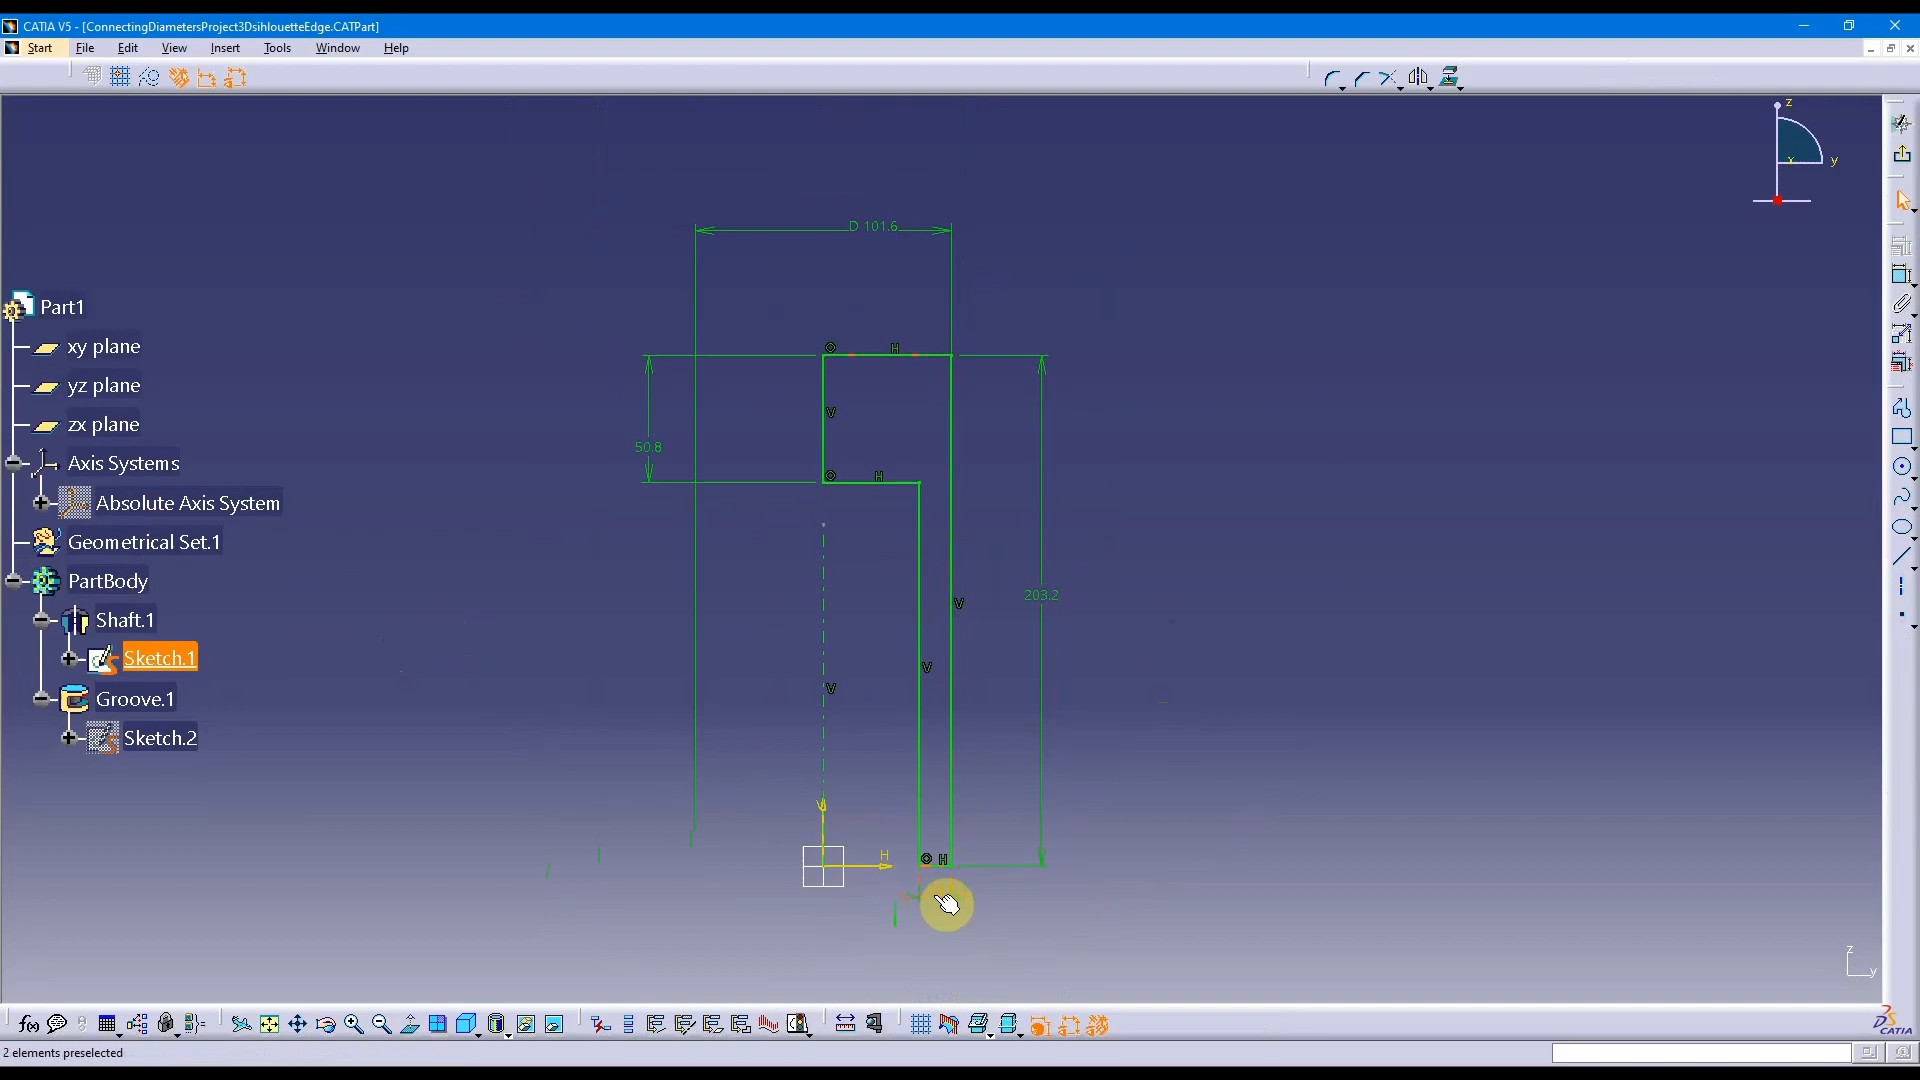 CATIA V5 - [ConnectingDiametersProject3DsihlouetteEdge.CATPart]
Start File Edit View Insert Tools Window Help
z
x
y
D 101.6
H
V
50.8
H
203.2
V
V
V
V
H
H
Part1
xy plane
yz plane
zx plane
Axis Systems
Absolute Axis System
Geometrical Set.1
PartBody
Shaft.1
Sketch.1
Groove.1
Sketch.2
z
y
f(x)
CATIA
2 elements preselected